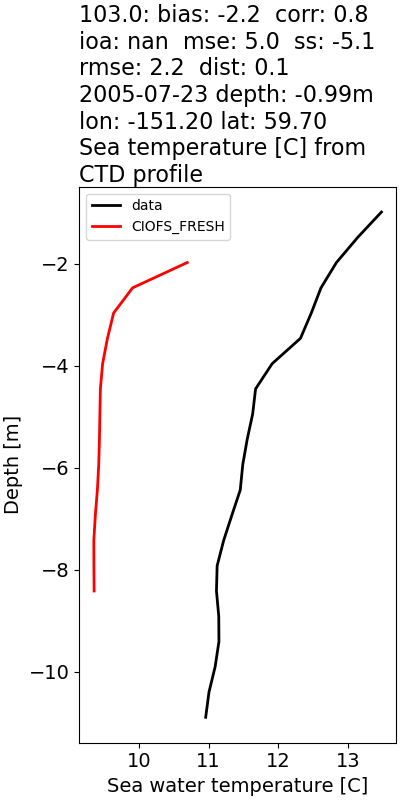 103.0: bias: -2.2  corr: 0.8
ioa: nan  mse: 5.0  ss: -5.1
rmse: 2.2  dist: 0.1
2005-07-23 depth: -0.99m
lon: -151.20 lat: 59.70
Sea temperature [C] from
CTD profile
data
CIOFS_FRESH
−2
−4
−6
−8
−10
Depth [m]
10 11 12 13
Sea water temperature [C]